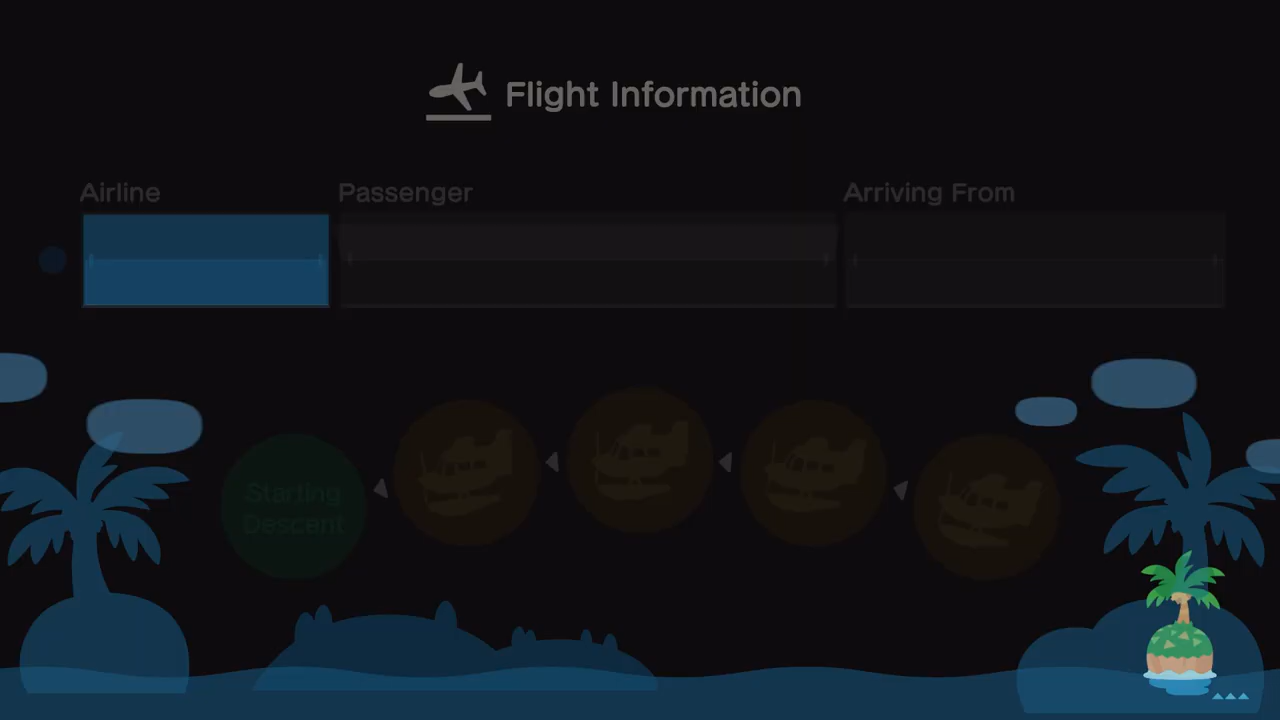 Flight Information
Airline
Passenger
Arriving From
Starting
Descent